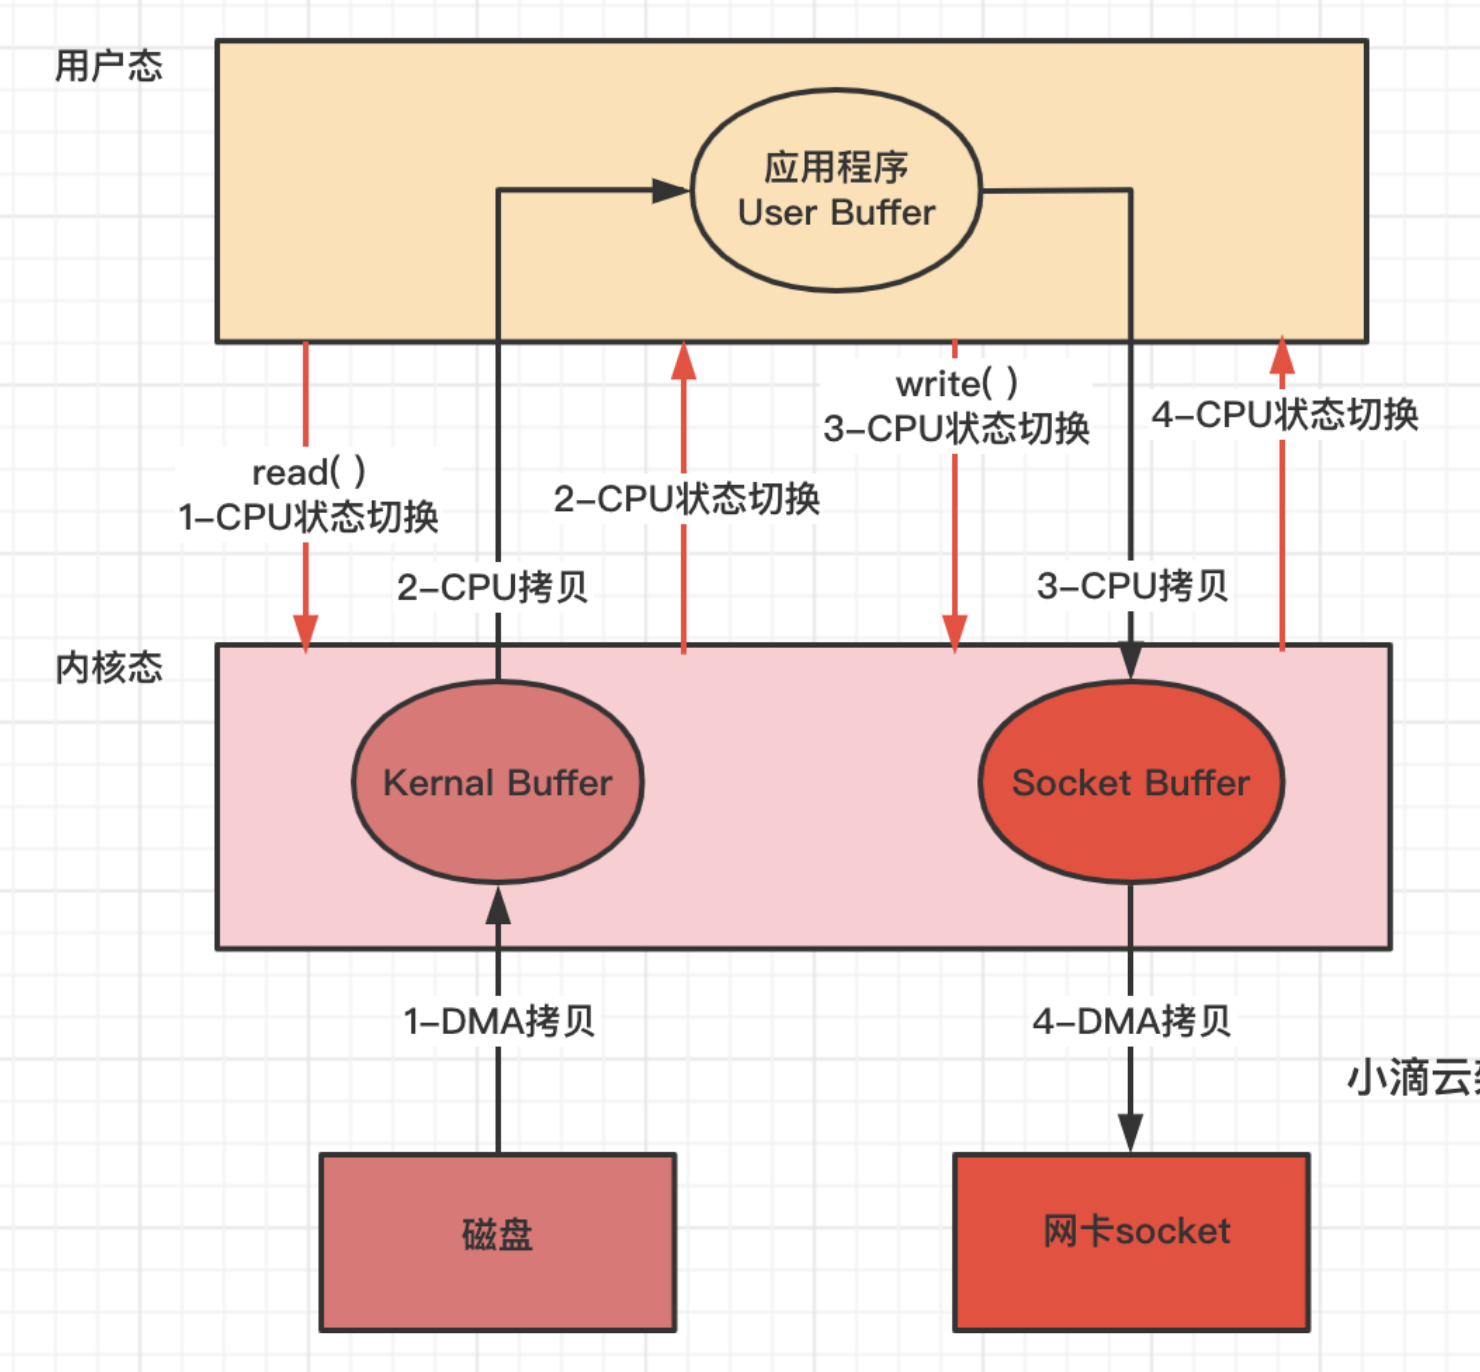 用户态
应用程序
User Buffer
read( )
1-CPU状态切换
2-CPU状态切换
write( )
3-CPU状态切换
4-CPU状态切换
2-CPU拷贝
3-CPU拷贝
内核态
Kernal Buffer
Socket Buffer
1-DMA拷贝
4-DMA拷贝
小滴云
磁盘
网卡socket